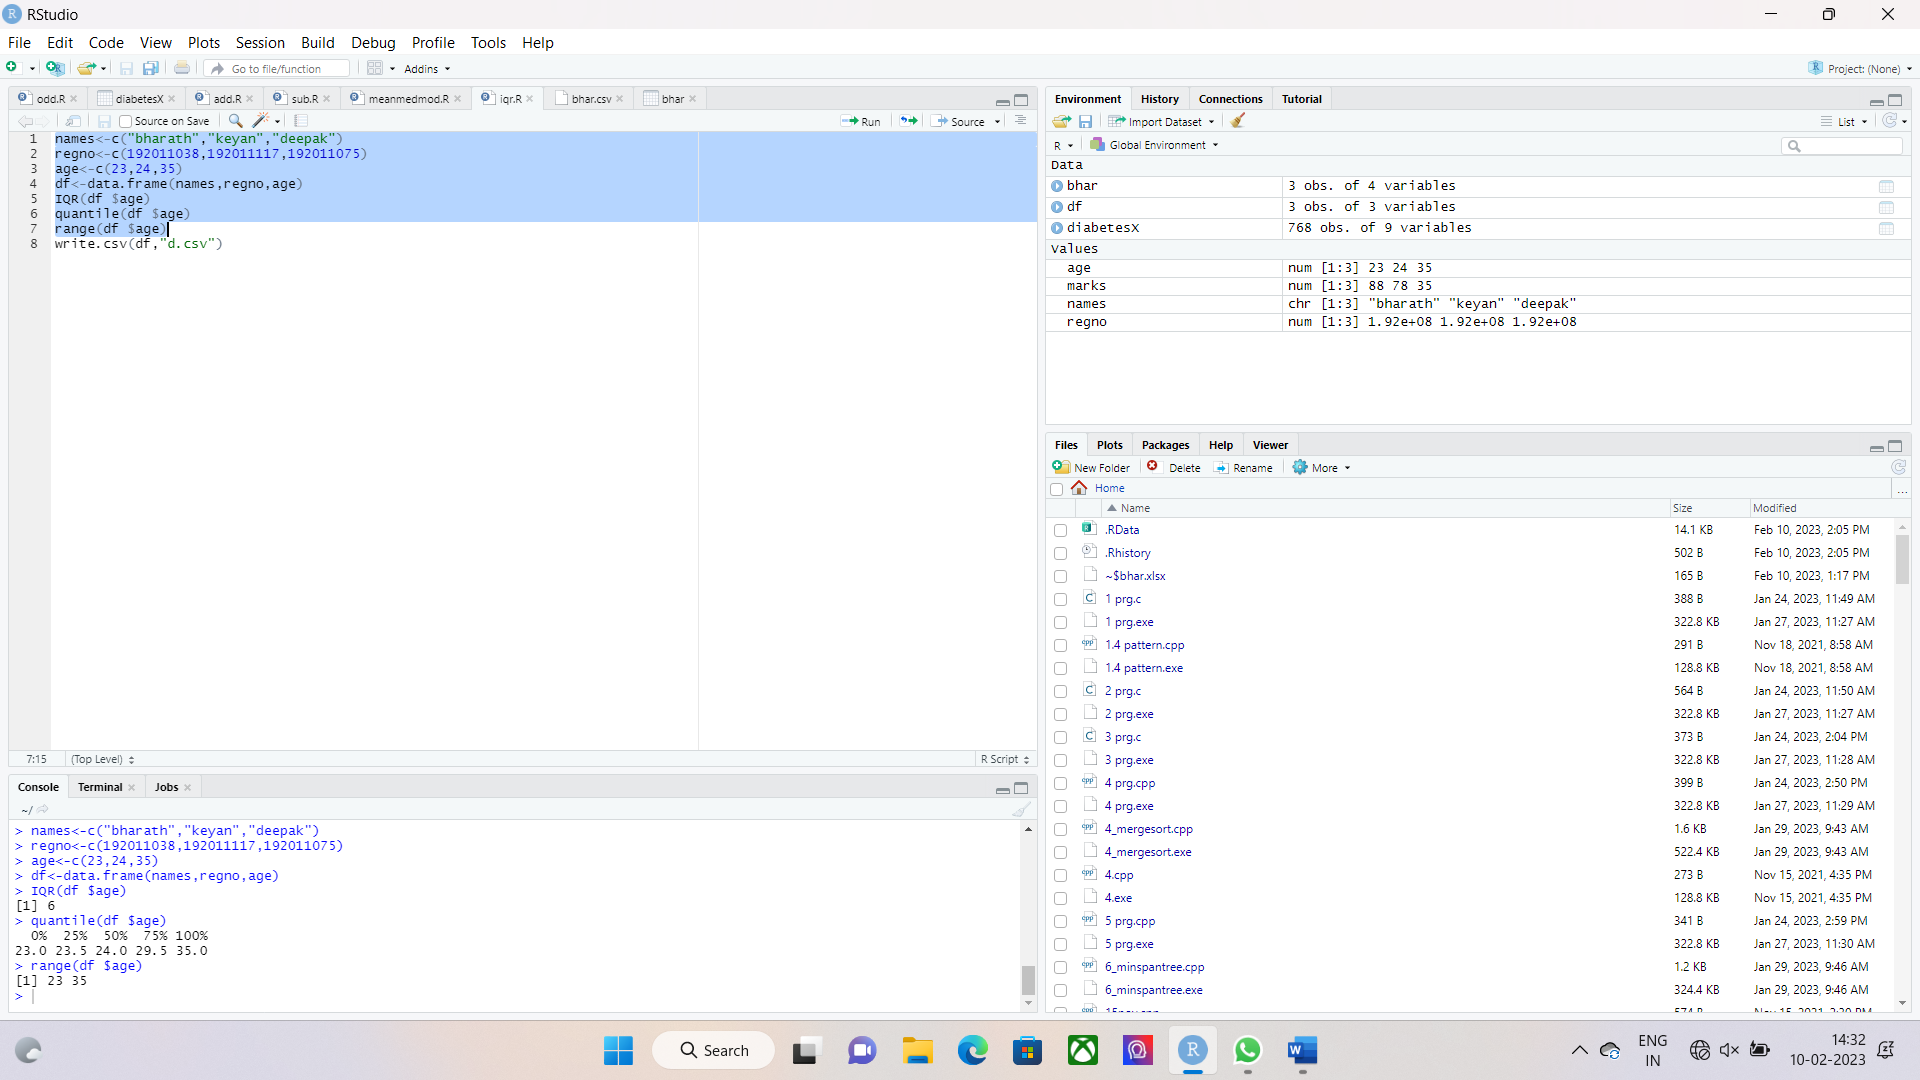 RStudio
File Edit Code View Plots Session Build Debug Profile Tools Help
Go to file/function Addins Project: (None)
odd.R diabetesX add.R sub.R meanmedmod.R iqr.R bhar.csv bhar
Source on Save Run Source
1 names<-c("bharath","keyan","deepak")
2 regno<-c(192011038,192011117,192011075)
3 age<-c(23,24,35)
4 df<-data.frame(names,regno,age)
5 IQR(df $age)
6 quantile(df $age)
7 range(df $age)
8 write.csv(df,"d.csv")
7:15 (Top Level) R Script
Console Terminal Jobs
~/
> names<-c("bharath","keyan","deepak")
> regno<-c(192011038,192011117,192011075)
> age<-c(23,24,35)
> df<-data.frame(names,regno,age)
> IQR(df $age)
[1] 6
> quantile(df $age)
0% 25% 50% 75% 100%
23.0 23.5 24.0 29.5 35.0
> range(df $age)
[1] 23 35
>
Environment History Connections Tutorial
Import Dataset List
R Global Environment
Data
bhar 3 obs. of 4 variables
df 3 obs. of 3 variables
diabetesX 768 obs. of 9 variables
Values
age num [1:3] 23 24 35
marks num [1:3] 88 78 35
names chr [1:3] "bharath" "keyan" "deepak"
regno num [1:3] 1.92e+08 1.92e+08 1.92e+08
Files Plots Packages Help Viewer
New Folder Delete Rename More
Home ...
Name Size Modified
.RData 14.1 KB Feb 10, 2023, 2:05 PM
.Rhistory 502 B Feb 10, 2023, 2:05 PM
~$bhar.xlsx 165 B Feb 10, 2023, 1:17 PM
1 prg.c 388 B Jan 24, 2023, 11:49 AM
1 prg.exe 322.8 KB Jan 27, 2023, 11:27 AM
1.4 pattern.cpp 291 B Nov 18, 2021, 8:58 AM
1.4 pattern.exe 128.8 KB Nov 18, 2021, 8:58 AM
2 prg.c 564 B Jan 24, 2023, 11:50 AM
2 prg.exe 322.8 KB Jan 27, 2023, 11:27 AM
3 prg.c 373 B Jan 24, 2023, 2:04 PM
3 prg.exe 322.8 KB Jan 27, 2023, 11:28 AM
4 prg.cpp 399 B Jan 24, 2023, 2:50 PM
4 prg.exe 322.8 KB Jan 27, 2023, 11:29 AM
4_mergesort.cpp 1.6 KB Jan 29, 2023, 9:43 AM
4_mergesort.exe 522.4 KB Jan 29, 2023, 9:43 AM
4.cpp 273 B Nov 15, 2021, 4:35 PM
4.exe 128.8 KB Nov 15, 2021, 4:35 PM
5 prg.cpp 341 B Jan 24, 2023, 2:59 PM
5 prg.exe 322.8 KB Jan 27, 2023, 11:30 AM
6_minspantree.cpp 1.2 KB Jan 29, 2023, 9:46 AM
6_minspantree.exe 324.4 KB Jan 29, 2023, 9:46 AM
Search
ENG
IN
14:32
10-02-2023